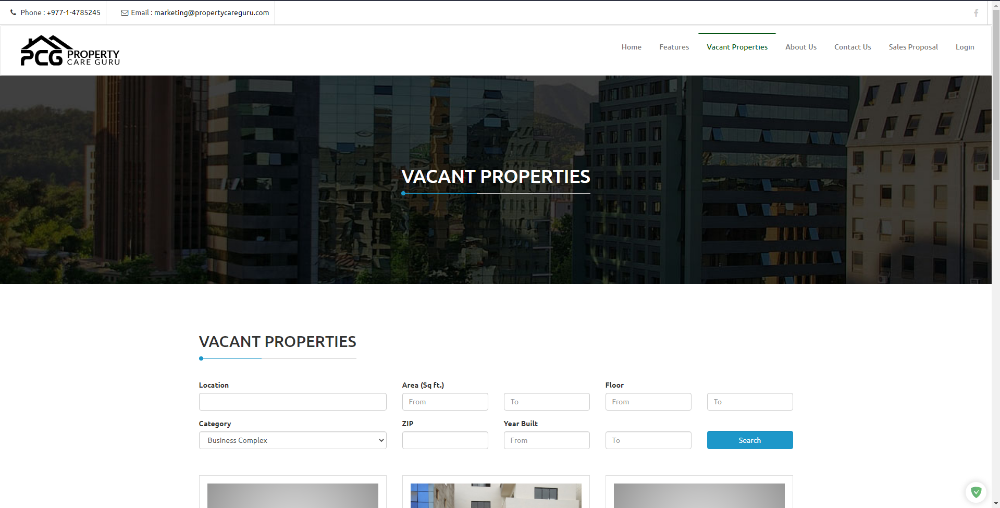 Phone : +977-1-4785245
Email : marketing@propertycareguru.com
PCG PROPERTY
CARE GURU
Home
Features
Vacant Properties
About Us
Contact Us
Sales Proposal
Login
VACANT PROPERTIES
VACANT PROPERTIES
Location
Area (Sq ft.)
Floor
From
To
From
To
Category
ZIP
Year Built
Business Complex
From
To
Search